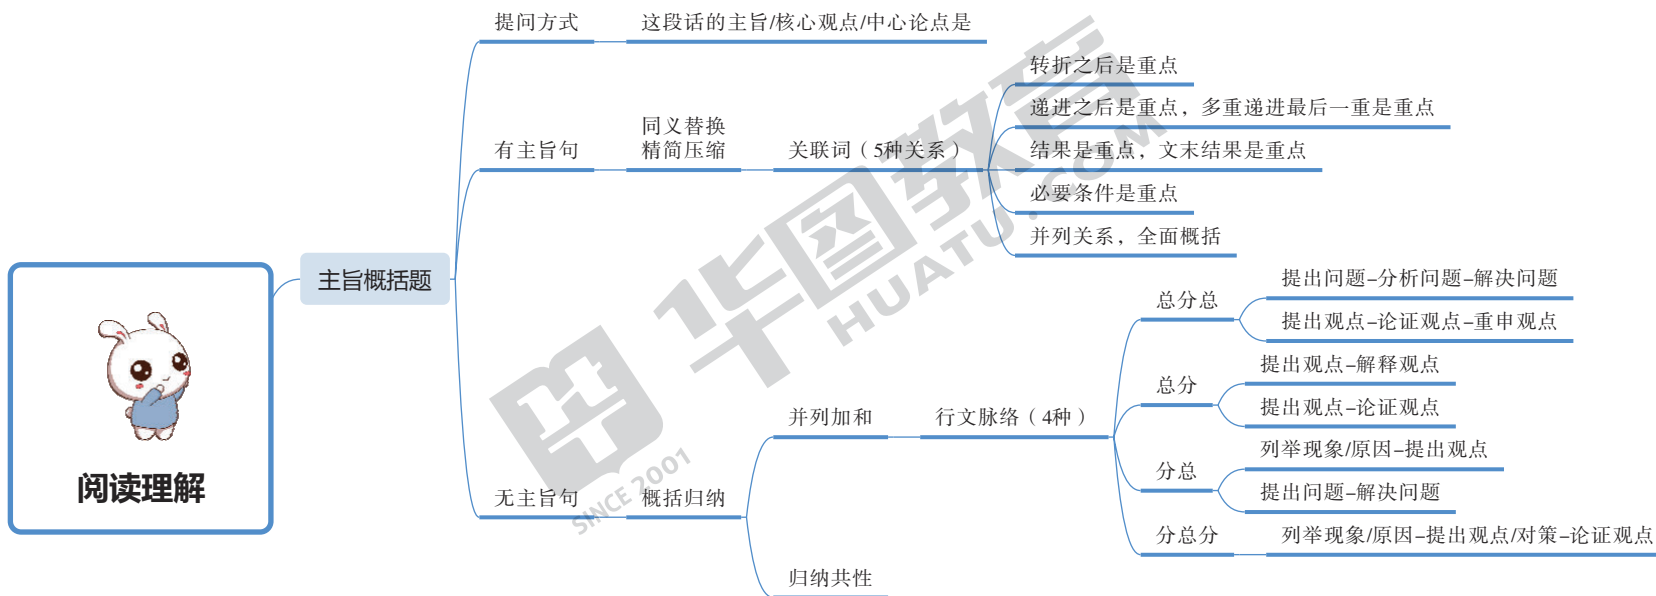 提问方式
这段话的主旨/核心观点/中心论点是
转折之后是重点
递进之后是重点，多重递进最后一重是重点
同义替换
精简压缩
有主旨句
关联词（5种关系）
结果是重点，文末结果是重点
必要条件是重点
并列关系，全面概括
主旨概括题
阅读理解
总分总
提出问题–分析问题–解决问题
提出观点–论证观点–重申观点
总分
提出观点–解释观点
提出观点–论证观点
并列加和
行文脉络（4种）
分总
列举现象/原因–提出观点
提出问题–解决问题
无主旨句
概括归纳
分总分
列举现象/原因–提出观点/对策–论证观点
归纳共性
华图教育
HUATU.COM
SINCE 2001